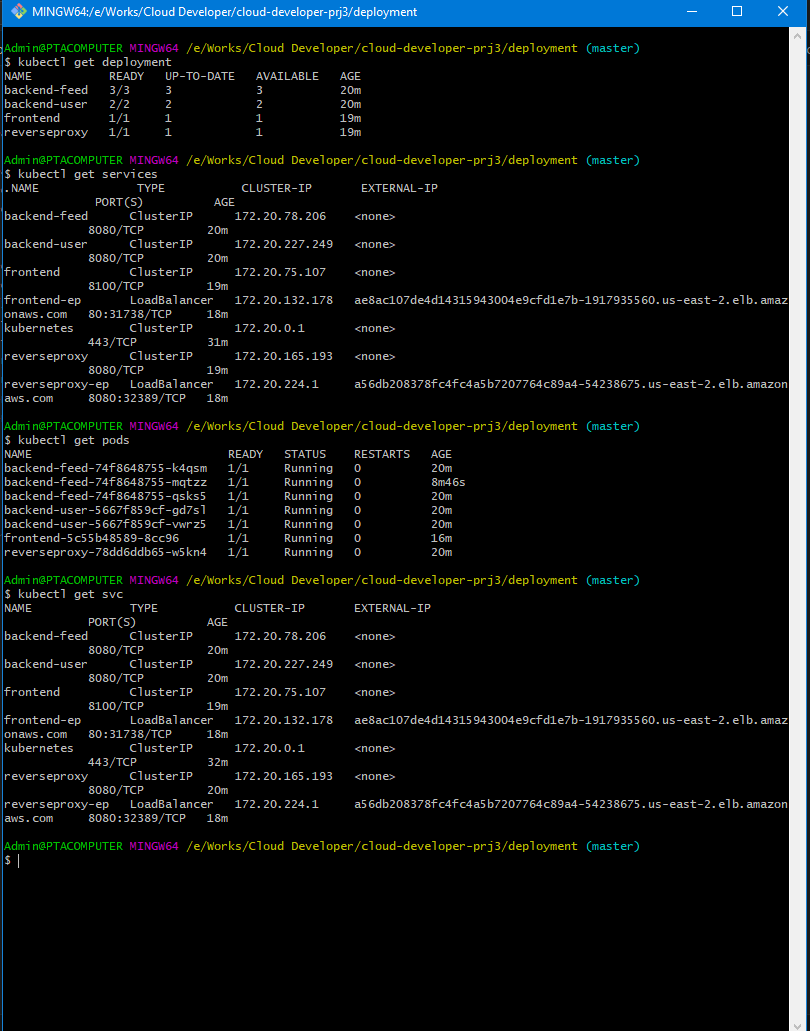 MINGW64:/e/Works/Cloud Developer/cloud-developer-prj3/deployment
Admin@PTACOMPUTER MINGW64 /e/Works/Cloud Developer/cloud-developer-prj3/deployment (master)
$ kubectl get deployment
NAME READY UP-TO-DATE AVAILABLE AGE
backend-feed 3/3 3 3 20m
backend-user 2/2 2 2 20m
frontend 1/1 1 1 19m
reverseproxy 1/1 1 1 19m
Admin@PTACOMPUTER MINGW64 /e/Works/Cloud Developer/cloud-developer-prj3/deployment (master)
$ kubectl get services
.NAME TYPE CLUSTER-IP EXTERNAL-IP
PORT(S) AGE
backend-feed ClusterIP 172.20.78.206 <none>
8080/TCP 20m
backend-user ClusterIP 172.20.227.249 <none>
8080/TCP 20m
frontend ClusterIP 172.20.75.107 <none>
8100/TCP 19m
frontend-ep LoadBalancer 172.20.132.178 ae8ac107de4d14315943004e9cfd1e7b-1917935560.us-east-2.elb.amaz
onaws.com 80:31738/TCP 18m
kubernetes ClusterIP 172.20.0.1 <none>
443/TCP 31m
reverseproxy ClusterIP 172.20.165.193 <none>
8080/TCP 19m
reverseproxy-ep LoadBalancer 172.20.224.1 a56db208378fc4fc4a5b7207764c89a4-54238675.us-east-2.elb.amazon
aws.com 8080:32389/TCP 18m
Admin@PTACOMPUTER MINGW64 /e/Works/Cloud Developer/cloud-developer-prj3/deployment (master)
$ kubectl get pods
NAME READY STATUS RESTARTS AGE
backend-feed-74f8648755-k4qsm 1/1 Running 0 20m
backend-feed-74f8648755-mqtzz 1/1 Running 0 8m46s
backend-feed-74f8648755-qsks5 1/1 Running 0 20m
backend-user-5667f859cf-gd7sl 1/1 Running 0 20m
backend-user-5667f859cf-vwrz5 1/1 Running 0 20m
frontend-5c55b48589-8cc96 1/1 Running 0 16m
reverseproxy-78dd6ddb65-w5kn4 1/1 Running 0 20m
Admin@PTACOMPUTER MINGW64 /e/Works/Cloud Developer/cloud-developer-prj3/deployment (master)
$ kubectl get svc
NAME TYPE CLUSTER-IP EXTERNAL-IP
PORT(S) AGE
backend-feed ClusterIP 172.20.78.206 <none>
8080/TCP 20m
backend-user ClusterIP 172.20.227.249 <none>
8080/TCP 20m
frontend ClusterIP 172.20.75.107 <none>
8100/TCP 19m
frontend-ep LoadBalancer 172.20.132.178 ae8ac107de4d14315943004e9cfd1e7b-1917935560.us-east-2.elb.amaz
onaws.com 80:31738/TCP 18m
kubernetes ClusterIP 172.20.0.1 <none>
443/TCP 32m
reverseproxy ClusterIP 172.20.165.193 <none>
8080/TCP 20m
reverseproxy-ep LoadBalancer 172.20.224.1 a56db208378fc4fc4a5b7207764c89a4-54238675.us-east-2.elb.amazon
aws.com 8080:32389/TCP 18m
Admin@PTACOMPUTER MINGW64 /e/Works/Cloud Developer/cloud-developer-prj3/deployment (master)
$